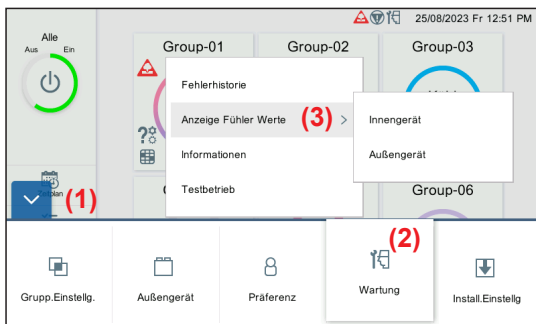 25/08/2023 Fr 12:51 PM
Alle
Aus Ein
Group-01
Group-02
Group-03
Fehlerhistorie
Anzeige Fühler Werte (3) >
Informationen
Testbetrieb
Innengerät
Außengerät
(1)
Group-06
(2)
Grupp.Einstellg.
Außengerät
Präferenz
Wartung
Install.Einstellg